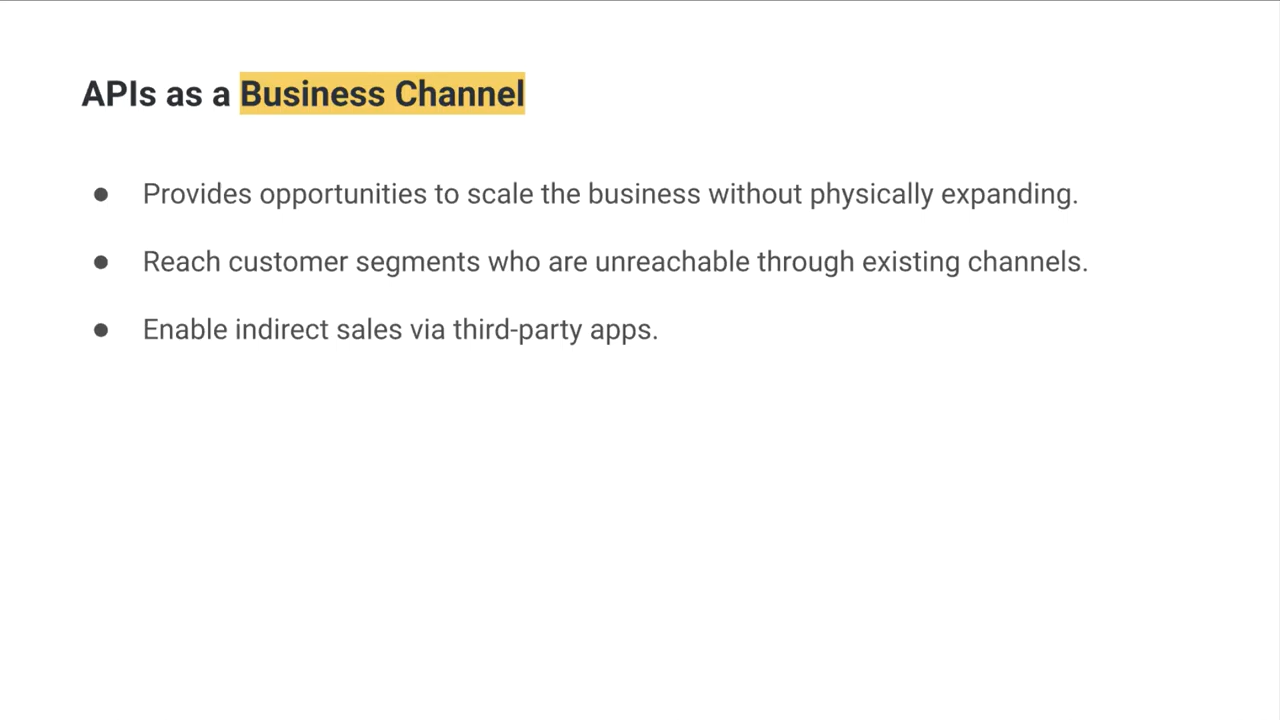 APIs as a Business Channel
● Provides opportunities to scale the business without physically expanding.
● Reach customer segments who are unreachable through existing channels.
● Enable indirect sales via third-party apps.